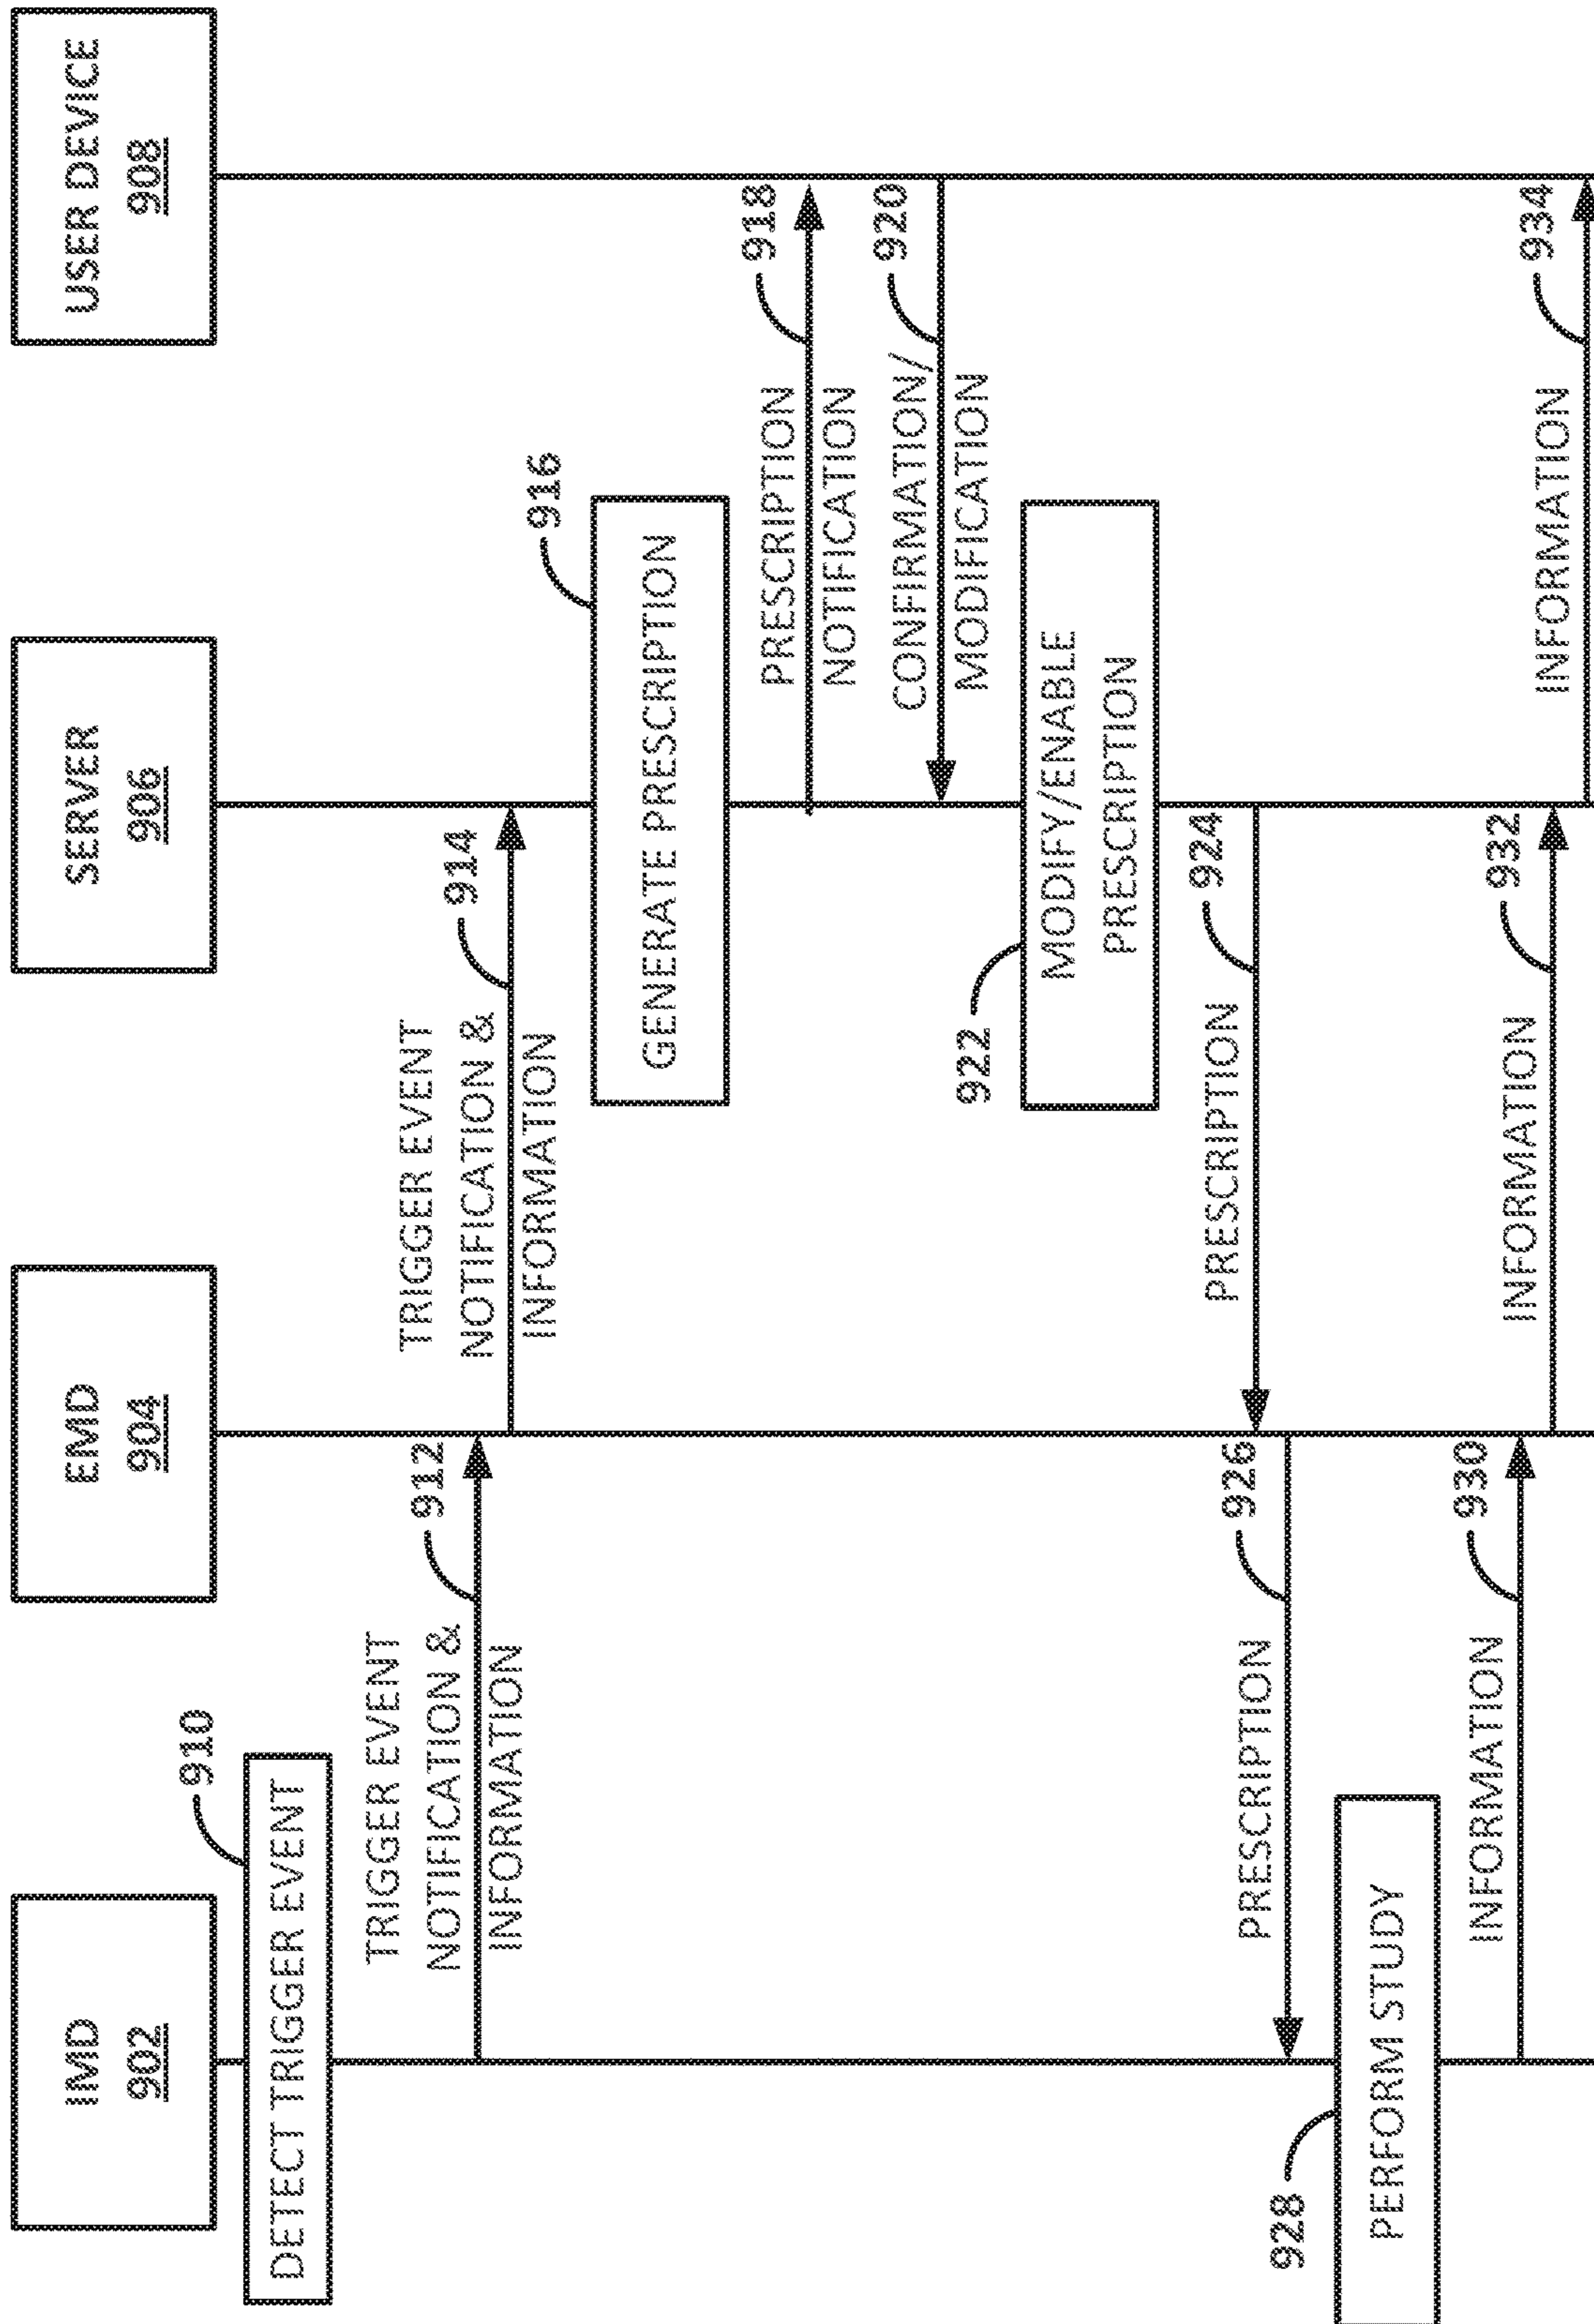 IMD
902
EMD
904
SERVER
906
USER DEVICE
908
910
DETECT TRIGGER EVENT
TRIGGER EVENT
NOTIFICATION &
INFORMATION
912
TRIGGER EVENT
NOTIFICATION &
INFORMATION
914
916
GENERATE PRESCRIPTION
PRESCRIPTION
NOTIFICATION
918
CONFIRMATION/
MODIFICATION
920
922
MODIFY/ENABLE
PRESCRIPTION
PRESCRIPTION
924
PRESCRIPTION
926
928
PERFORM STUDY
INFORMATION
930
INFORMATION
932
INFORMATION
934